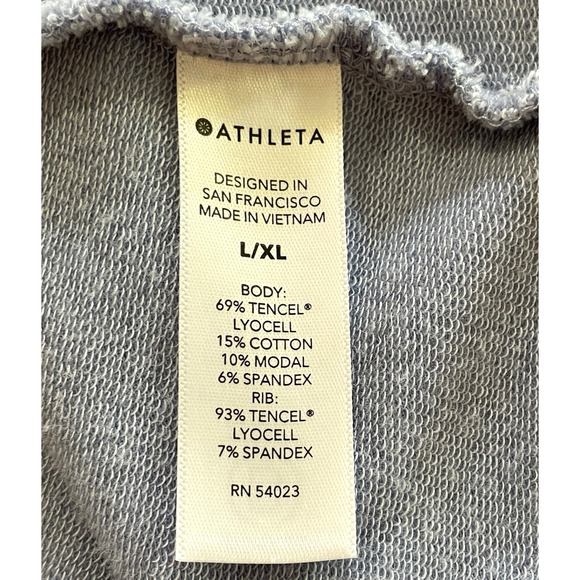 ATHLETA
DESIGNED IN
SAN FRANCISCO
MADE IN VIETNAM
L/XL
BODY:
69% TENCEL®
LYOCELL
15% COTTON
10% MODAL
6% SPANDEX
RIB:
93% TENCEL®
LYOCELL
7% SPANDEX
RN 54023